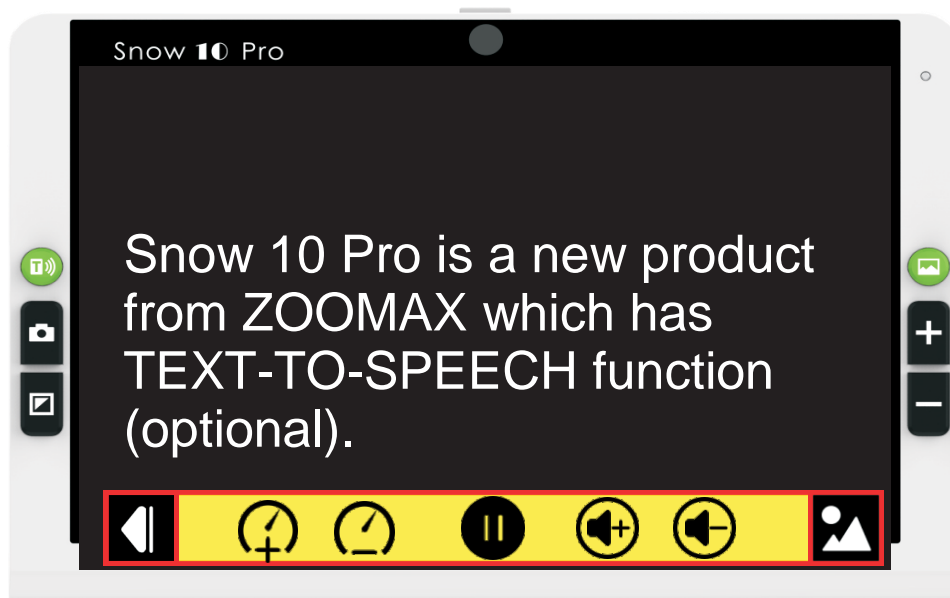 Snow 10 Pro
Snow 10 Pro is a new product
from ZOOMAX which has
TEXT-TO-SPEECH function
(optional).